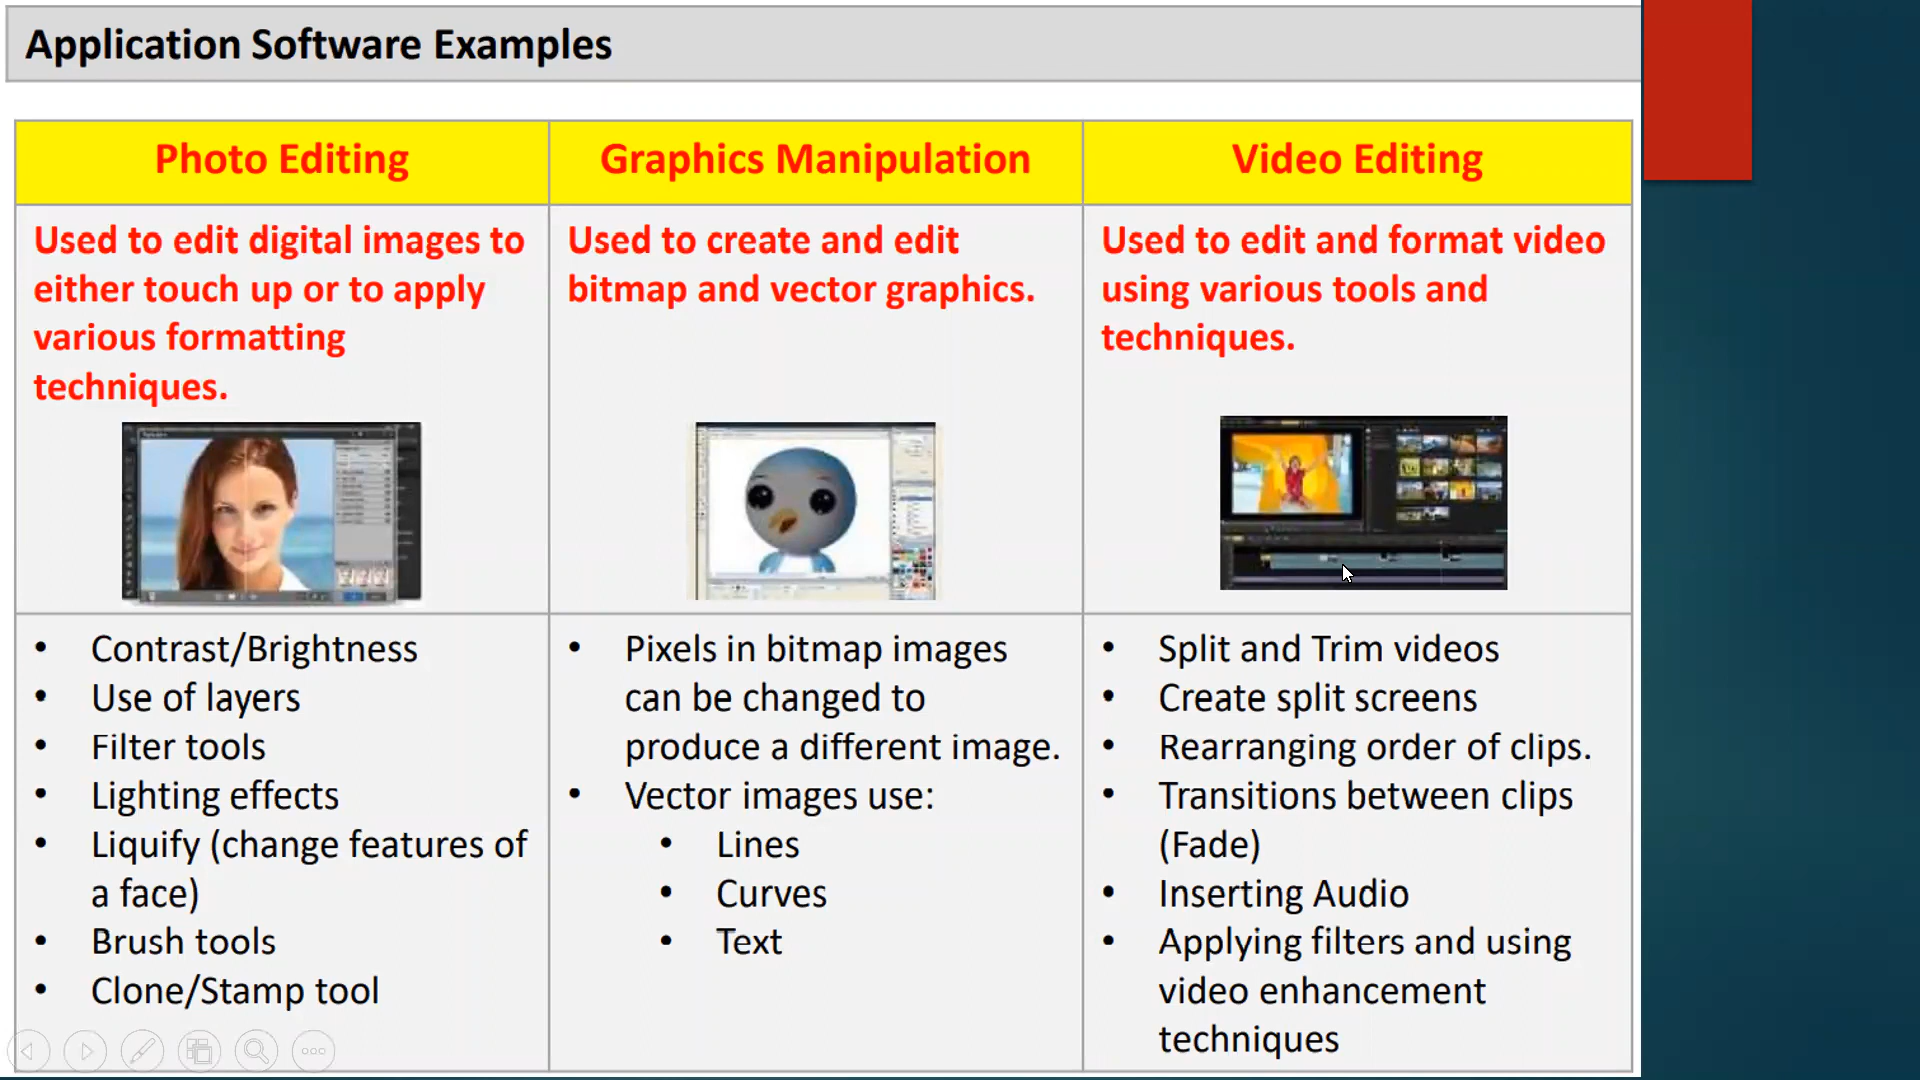 Application Software Examples
Photo Editing
Graphics Manipulation
Video Editing
Used to edit digital images to
either touch up or to apply
various formatting
techniques.
Used to create and edit
bitmap and vector graphics.
Used to edit and format video
using various tools and
techniques.
• Contrast/Brightness
• Use of layers
• Filter tools
• Lighting effects
• Liquify (change features of
a face)
• Brush tools
• Clone/Stamp tool
• Pixels in bitmap images
can be changed to
produce a different image.
• Vector images use:
• Lines
• Curves
• Text
• Split and Trim videos
• Create split screens
• Rearranging order of clips.
• Transitions between clips
(Fade)
• Inserting Audio
• Applying filters and using
video enhancement
techniques